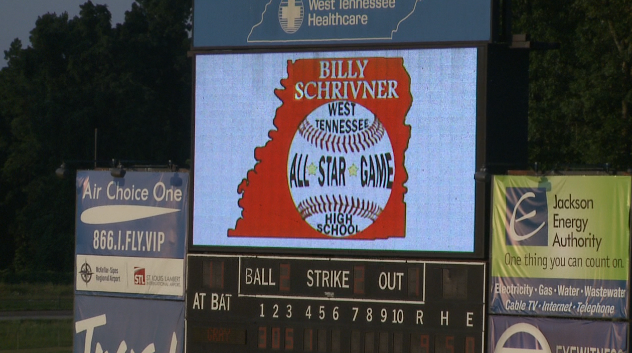 West Tennessee
Healthcare
BILLY
SCHRIVNER
WEST
TENNESSEE
ALL STAR GAME
HIGH
SCHOOL
Air Choice One
866.I.FLY.VIP
STL
Jackson
Energy
Authority
One thing you can count on.
Electricity · Gas · Water · Wastewater
Cable TV · Internet · Telephone
BALL STRIKE OUT
AT BAT 1 2 3 4 5 6 7 8 9 10 R H E
EYEWITNESS